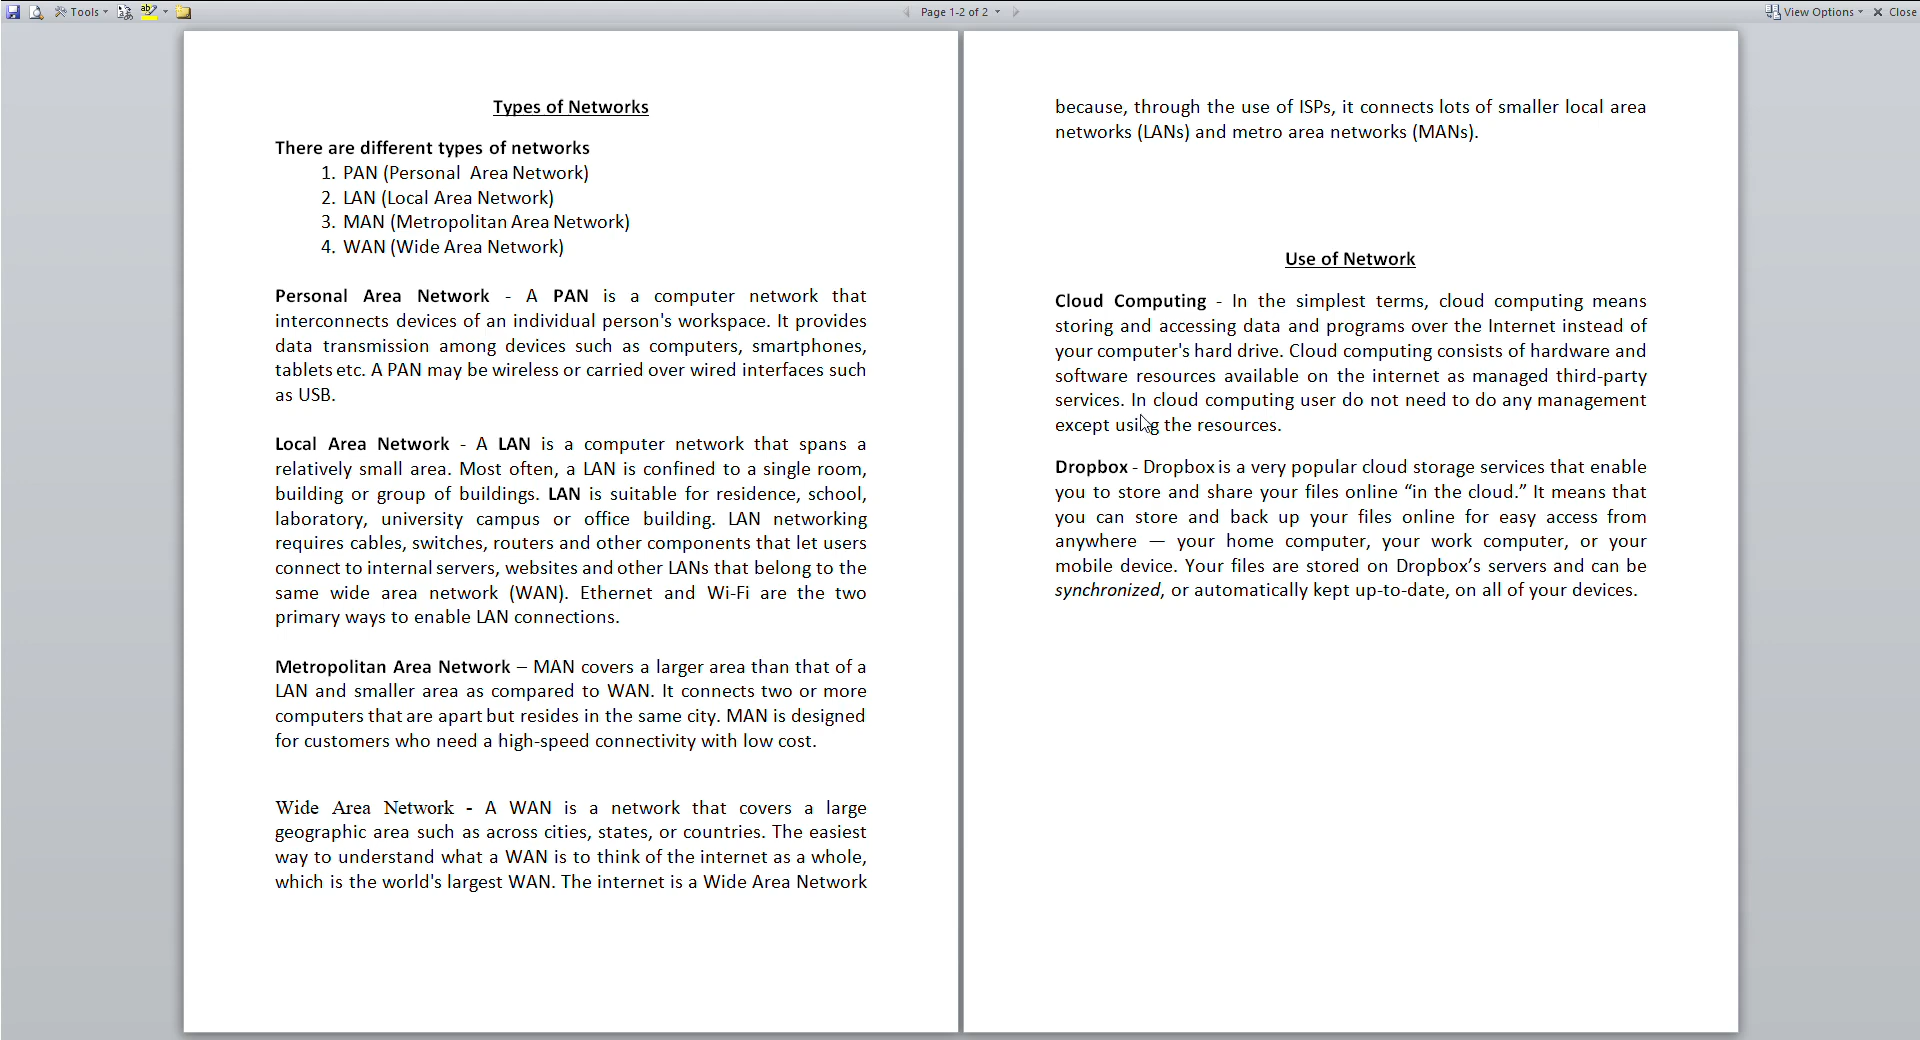 Tools
Page 1-2 of 2
View Options
Close
Types of Networks
There are different types of networks
1. PAN (Personal Area Network)
2. LAN (Local Area Network)
3. MAN (Metropolitan Area Network)
4. WAN (Wide Area Network)
Personal Area Network - A PAN is a computer network that
interconnects devices of an individual person's workspace. It provides
data transmission among devices such as computers, smartphones,
tablets etc. A PAN may be wireless or carried over wired interfaces such
as USB.
Local Area Network - A LAN is a computer network that spans a
relatively small area. Most often, a LAN is confined to a single room,
building or group of buildings. LAN is suitable for residence, school,
laboratory, university campus or office building. LAN networking
requires cables, switches, routers and other components that let users
connect to internal servers, websites and other LANs that belong to the
same wide area network (WAN). Ethernet and Wi-Fi are the two
primary ways to enable LAN connections.
Metropolitan Area Network – MAN covers a larger area than that of a
LAN and smaller area as compared to WAN. It connects two or more
computers that are apart but resides in the same city. MAN is designed
for customers who need a high-speed connectivity with low cost.
Wide Area Network - A WAN is a network that covers a large
geographic area such as across cities, states, or countries. The easiest
way to understand what a WAN is to think of the internet as a whole,
which is the world's largest WAN. The internet is a Wide Area Network
because, through the use of ISPs, it connects lots of smaller local area
networks (LANs) and metro area networks (MANs).
Use of Network
Cloud Computing - In the simplest terms, cloud computing means
storing and accessing data and programs over the Internet instead of
your computer's hard drive. Cloud computing consists of hardware and
software resources available on the internet as managed third-party
services. In cloud computing user do not need to do any management
except using the resources.
Dropbox - Dropbox is a very popular cloud storage services that enable
you to store and share your files online “in the cloud.” It means that
you can store and back up your files online for easy access from
anywhere — your home computer, your work computer, or your
mobile device. Your files are stored on Dropbox’s servers and can be
synchronized, or automatically kept up-to-date, on all of your devices.